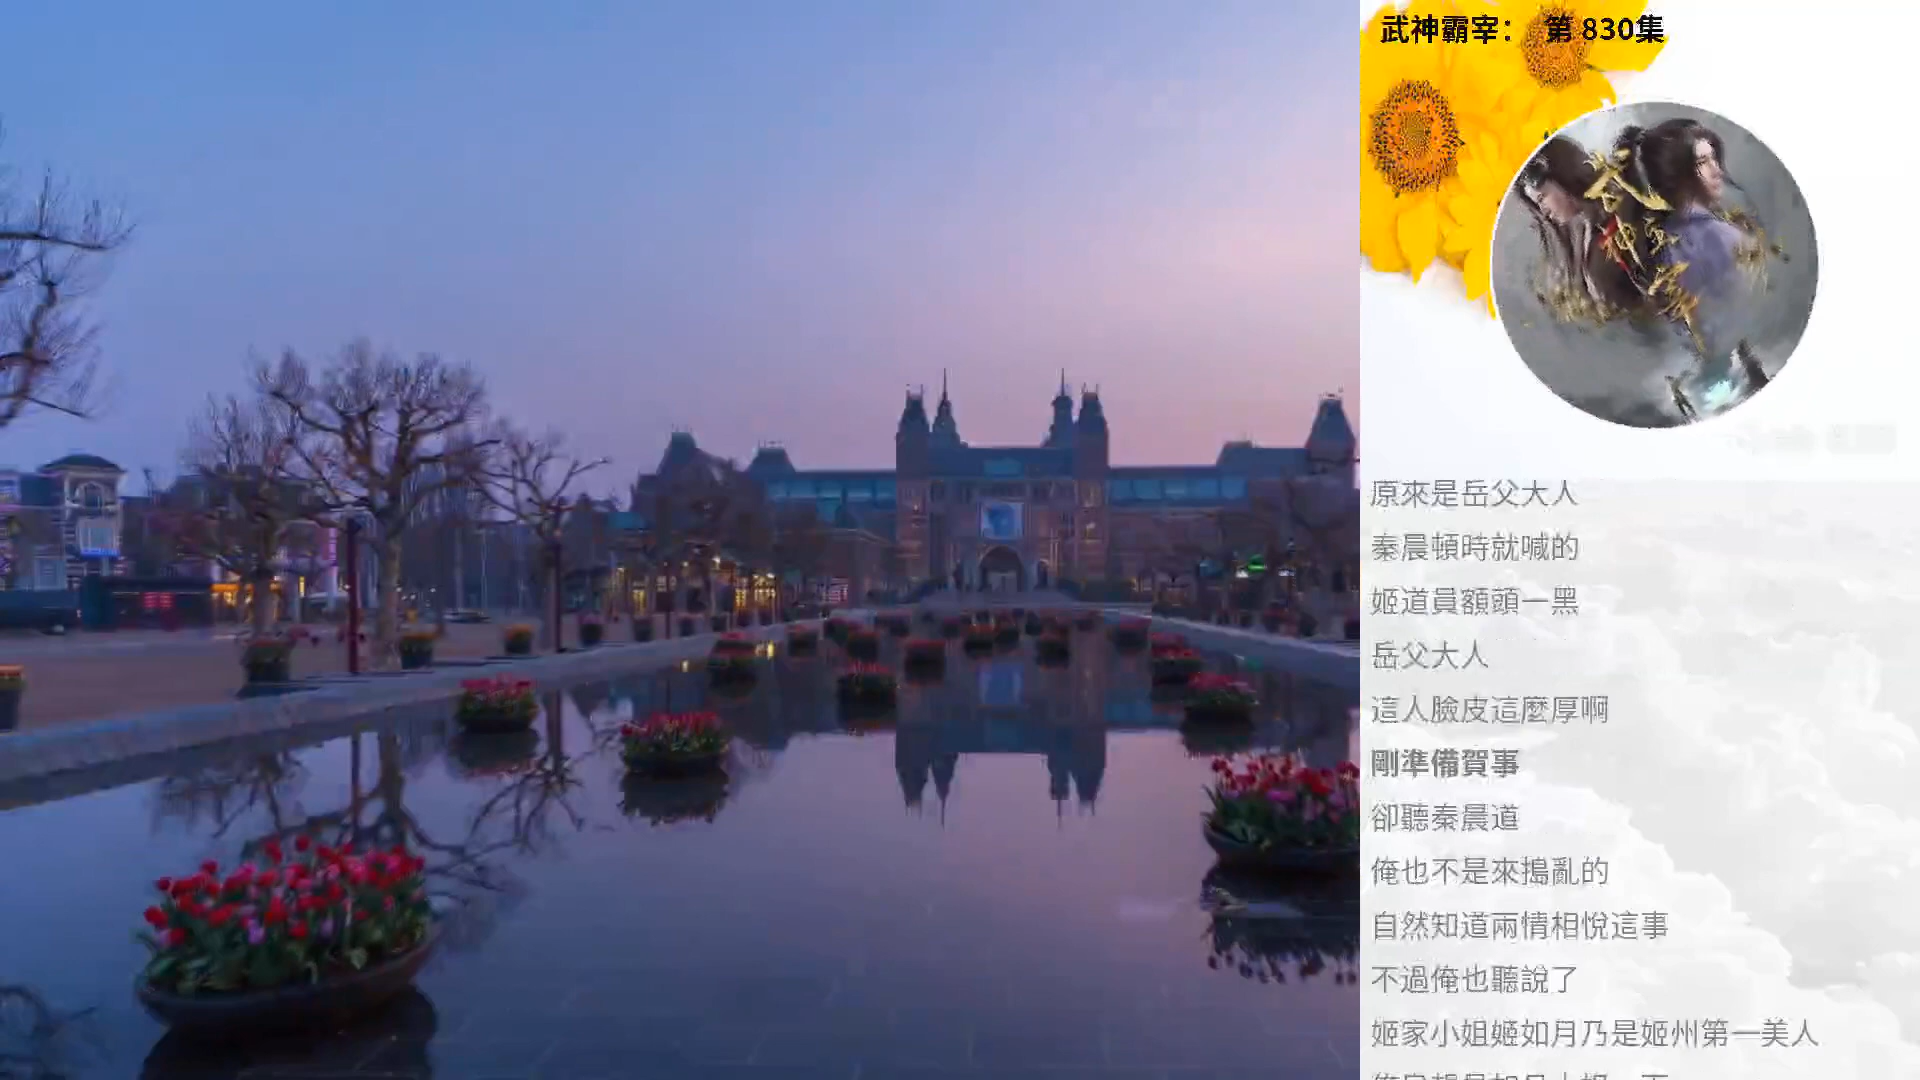 武神霸宰： 第 830集
武神主宰
原來是岳父大人
秦晨頓時就喊的
姬道員額頭一黑
岳父大人
這人臉皮這麼厚啊
剛準備賀事
卻聽秦晨道
俺也不是來搗亂的
自然知道兩情相悅這事
不過俺也聽說了
姬家小姐姬如月乃是姬州第一美人